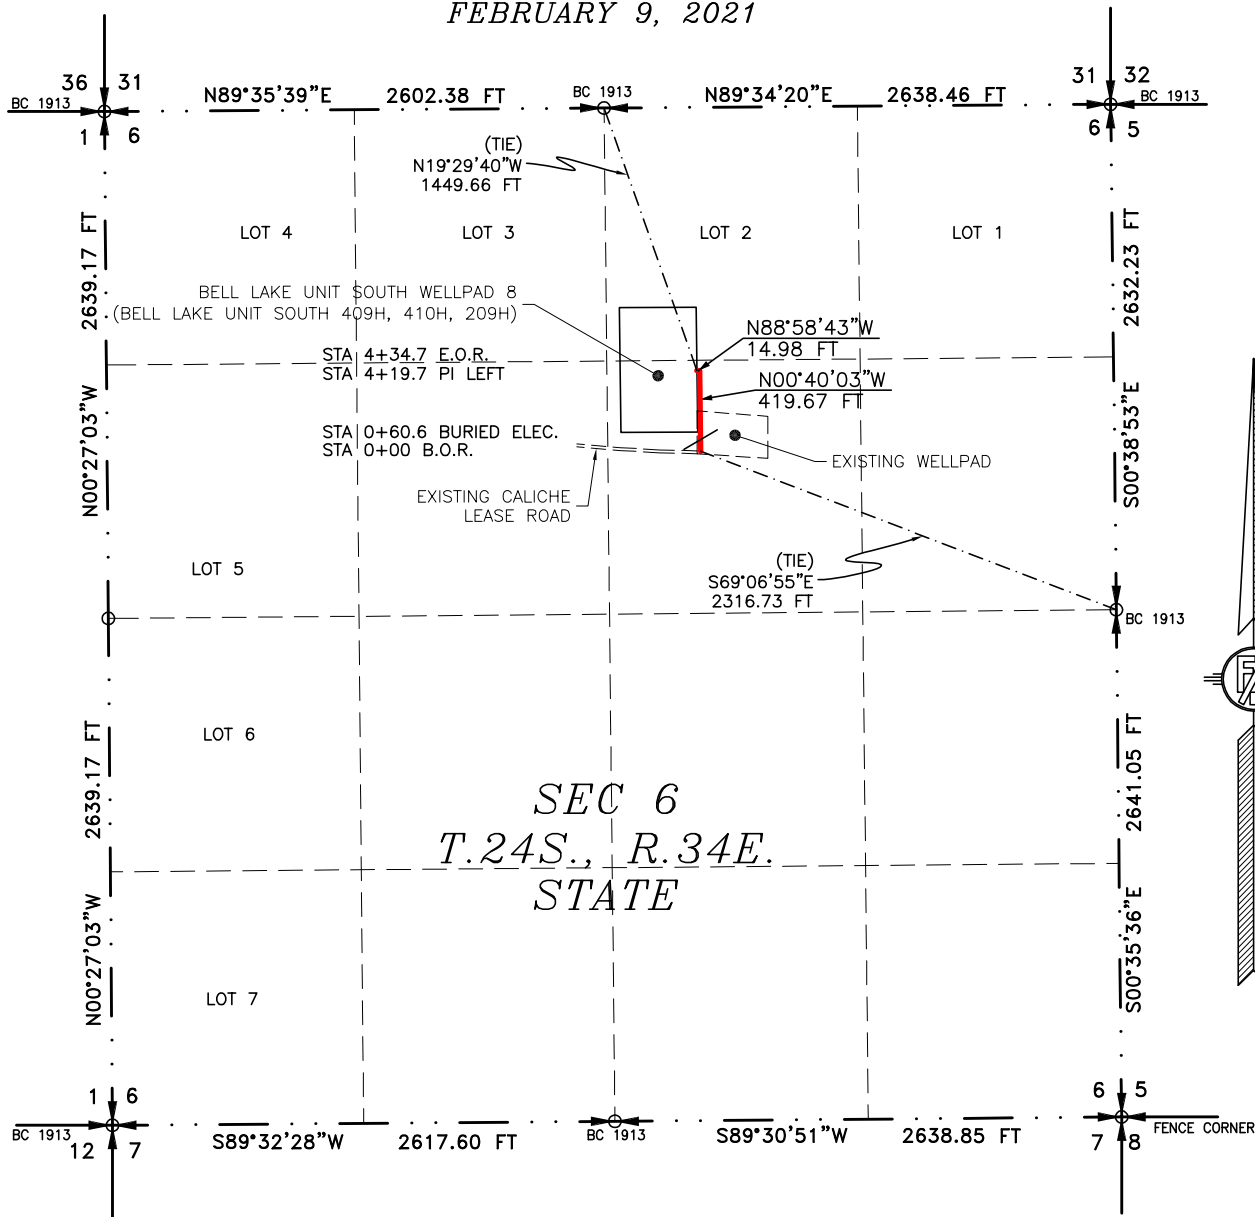 FEBRUARY 9, 2021
36 31
BC 1913
1 6
N89°35'39"E 2602.38 FT
BC 1913
N89°34'20"E 2638.46 FT
31 32
BC 1913
6 5
(TIE)
N19°29'40"W
1449.66 FT
2639.17 FT
N00°27'03"W
LOT 4
LOT 3
LOT 2
LOT 1
2632.23 FT
S00°38'53"E
BELL LAKE UNIT SOUTH WELLPAD 8
(BELL LAKE UNIT SOUTH 409H, 410H, 209H)
STA 4+34.7 E.O.R.
STA 4+19.7 PI LEFT
N88°58'43"W
14.98 FT
N00°40'03"W
419.67 FT
STA 0+60.6 BURIED ELEC.
STA 0+00 B.O.R.
EXISTING WELLPAD
EXISTING CALICHE
LEASE ROAD
LOT 5
(TIE)
S69°06'55"E
2316.73 FT
BC 1913
LOT 6
2639.17 FT
N00°27'03"W
2641.05 FT
S00°35'36"E
SEC 6
T.24S., R.34E.
STATE
LOT 7
1 6
BC 1913
12 7
S89°32'28"W 2617.60 FT
BC 1913
S89°30'51"W 2638.85 FT
6 5
FENCE CORNER
7 8